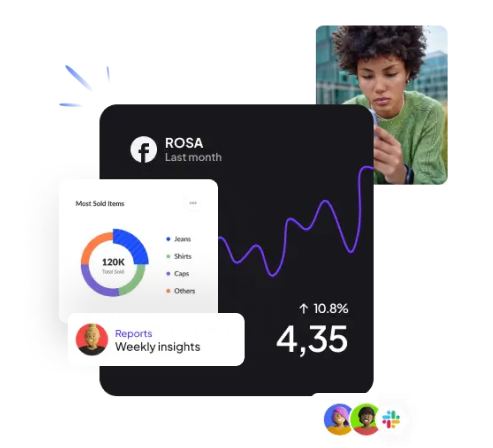 ROSA
Last month
Most Sold Items
120K
Total Sold
Jeans
Shirts
Caps
Others
↑ 10.8%
4,35
Reports
Weekly insights